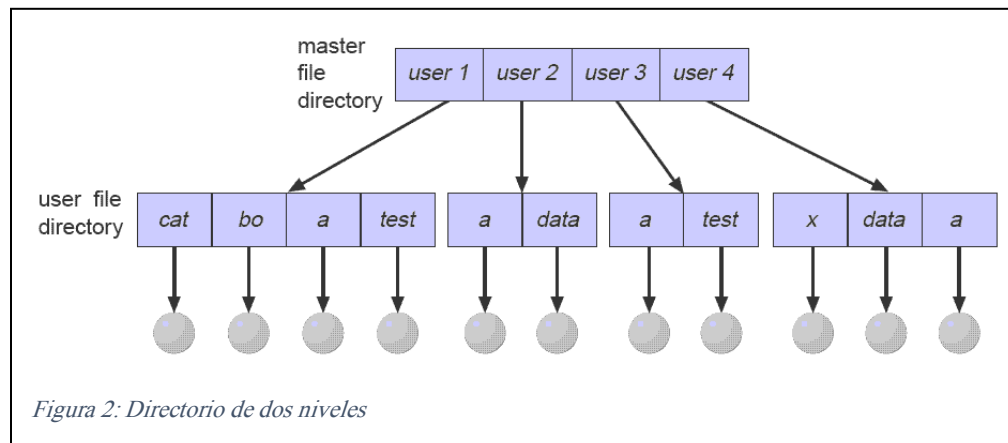 master
file
directory
user 1 user 2 user 3 user 4
user file
directory
cat bo a test a data a test x data a
Figura 2: Directorio de dos niveles